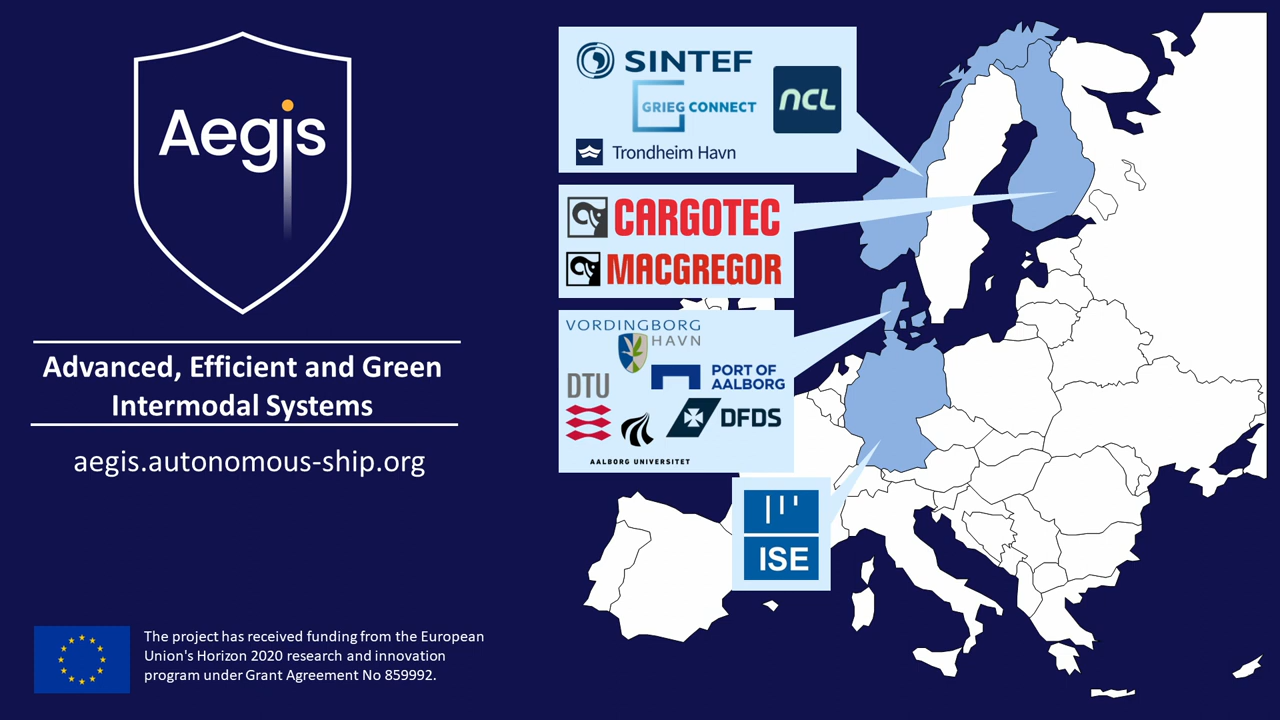 Aegis
Advanced, Efficient and Green
Intermodal Systems
aegis.autonomous-ship.org
The project has received funding from the European
Union's Horizon 2020 research and innovation
program under Grant Agreement No 859992.
SINTEF
GRIEG CONNECT
ncl
Trondheim Havn
CARGOTEC
MACGREGOR
VORDINGBORG
HAVN
DTU
PORT OF
AALBORG
DFDS
AALBORG UNIVERSITET
ISE